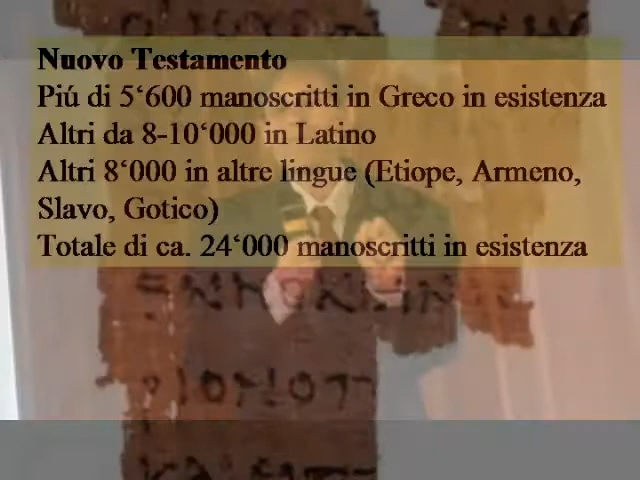 Nuovo Testamento
Piú di 5‘600 manoscritti in Greco in esistenza
Altri da 8-10‘000 in Latino
Altri 8‘000 in altre lingue (Etiope, Armeno,
Slavo, Gotico)
Totale di ca. 24‘000 manoscritti in esistenza